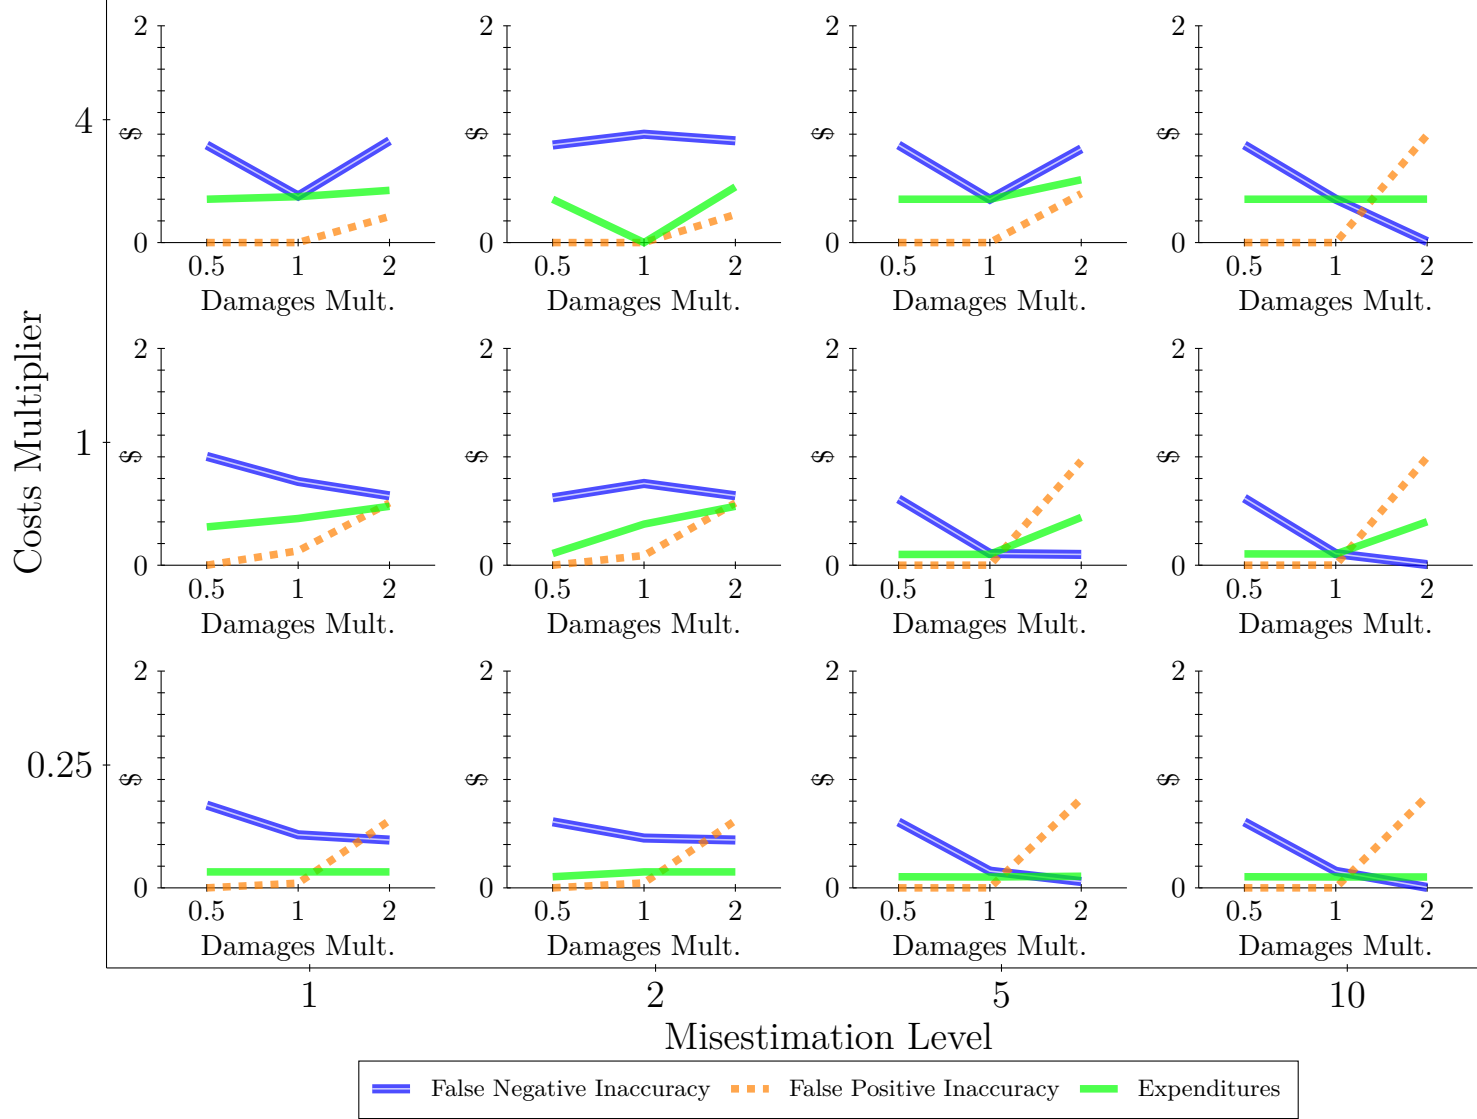 2
$
0
0.5 1 2
Damages Mult.
2
$
0
0.5 1 2
Damages Mult.
2
$
0
0.5 1 2
Damages Mult.
2
$
0
0.5 1 2
Damages Mult.
4
2
$
0
0.5 1 2
Damages Mult.
2
$
0
0.5 1 2
Damages Mult.
2
$
0
0.5 1 2
Damages Mult.
2
$
0
0.5 1 2
Damages Mult.
1
Costs Multiplier
2
$
0
0.5 1 2
Damages Mult.
2
$
0
0.5 1 2
Damages Mult.
2
$
0
0.5 1 2
Damages Mult.
2
$
0
0.5 1 2
Damages Mult.
0.25
1 2 5 10
Misestimation Level
False Negative Inaccuracy False Positive Inaccuracy Expenditures